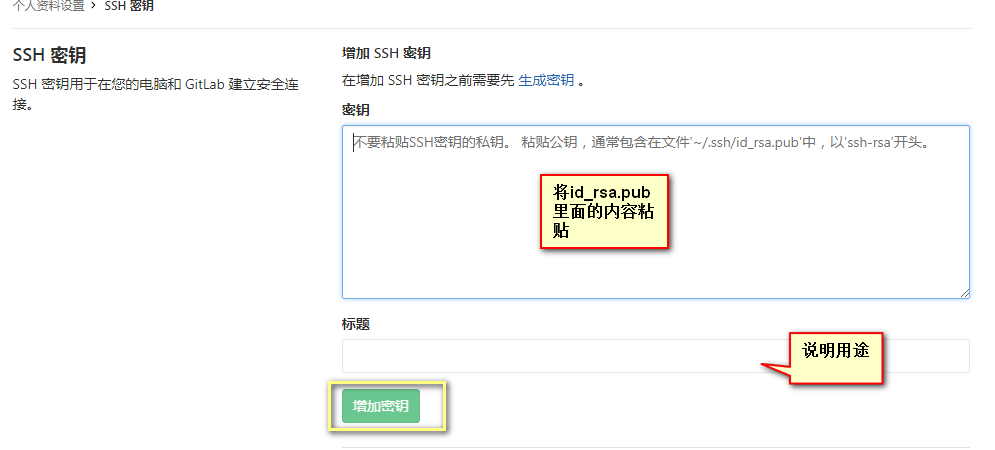 个人资料设置 › SSH 密钥
SSH 密钥
SSH 密钥用于在您的电脑和 GitLab 建立安全连
接。
增加 SSH 密钥
在增加 SSH 密钥之前需要先 生成密钥 。
密钥
不要粘贴SSH密钥的私钥。 粘贴公钥，通常包含在文件'~/.ssh/id_rsa.pub'中，以'ssh-rsa'开头。
将id_rsa.pub
里面的内容粘
贴
标题
说明用途
增加密钥